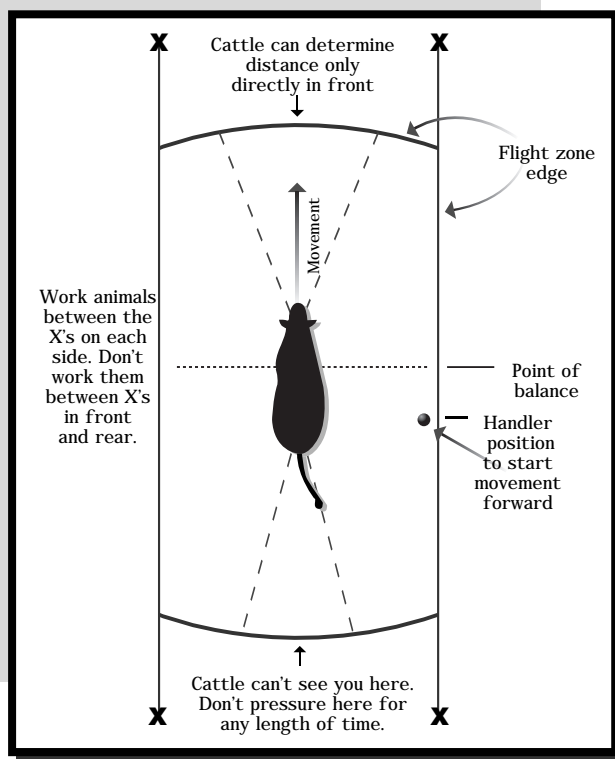 X
X
Cattle can determine
distance only
directly in front
Flight zone
edge
Movement
Work animals
between the
X's on each
side. Don't
work them
between X's
in front
and rear.
Point of
balance
Handler
position
to start
movement
forward
Cattle can't see you here.
Don't pressure here for
any length of time.
X
X